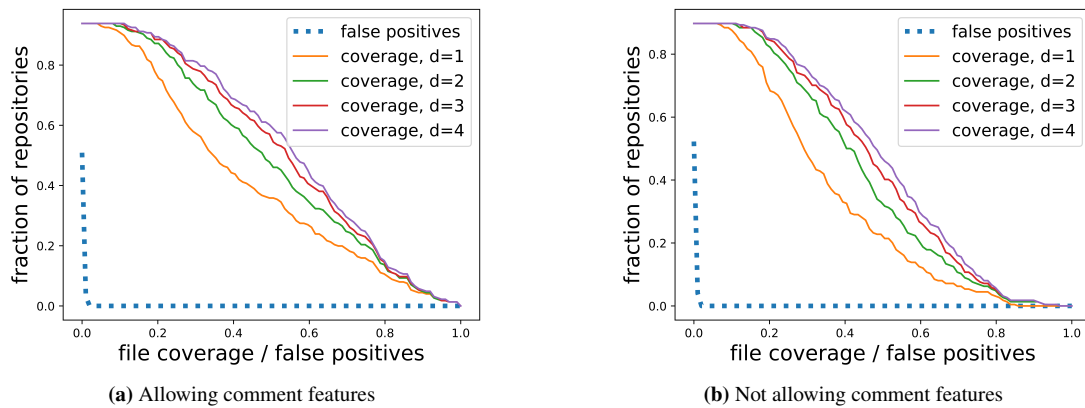 fraction of repositories
0.8
0.6
0.4
0.2
0.0
false positives
coverage, d=1
coverage, d=2
coverage, d=3
coverage, d=4
0.0 0.2 0.4 0.6 0.8 1.0
file coverage / false positives
(a) Allowing comment features
fraction of repositories
0.8
0.6
0.4
0.2
0.0
false positives
coverage, d=1
coverage, d=2
coverage, d=3
coverage, d=4
0.0 0.2 0.4 0.6 0.8 1.0
file coverage / false positives
(b) Not allowing comment features